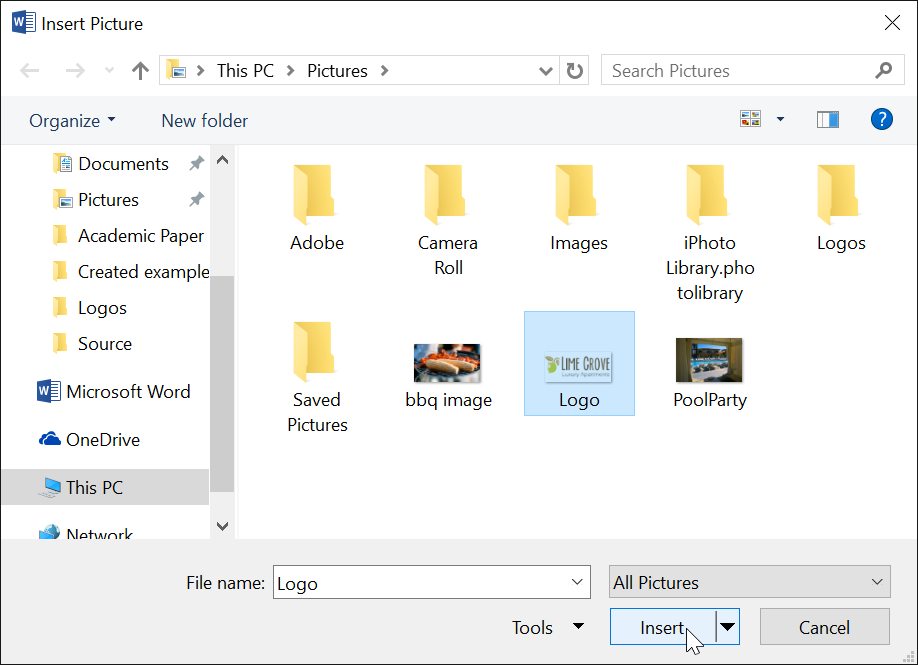 Insert Picture
This PC > Pictures >
Search Pictures
Organize
New folder
?
Documents
Pictures
Academic Paper
Created example
Logos
Source
Microsoft Word
OneDrive
This PC
Network
Adobe
Camera
Roll
Images
iPhoto
Library.pho
tolibrary
Logos
Saved
Pictures
bbq image
LIME GROVE
Luxury Apartments
Logo
PoolParty
File name:
Logo
All Pictures
Tools
Insert
Cancel